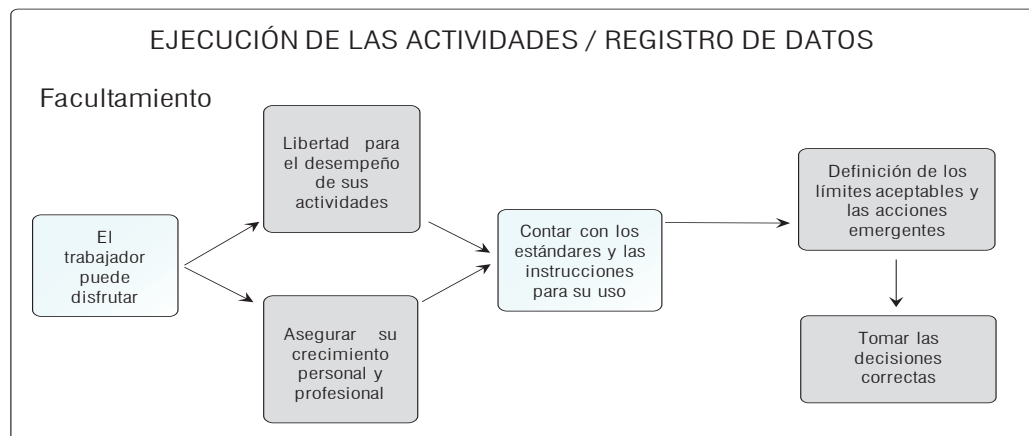 EJECUCIÓN DE LAS ACTIVIDADES / REGISTRO DE DATOS
Facultamiento
El
trabajador
puede
disfrutar
Libertad para
el desempeño
de sus
actividades
Asegurar su
crecimiento
personal y
profesional
Contar con los
estándares y las
instrucciones
para su uso
Definición de los
límites aceptables y
las acciones
emergentes
Tomar las
decisiones
correctas